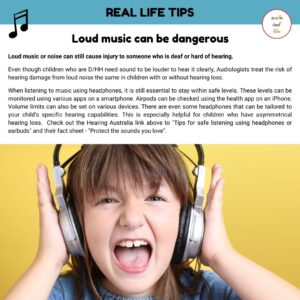 REAL LIFE TIPS
Loud music can be dangerous
Loud music or noise can still cause injury to someone who is deaf or hard of hearing.
Even though children who are D/HH need sound to be louder to hear it clearly, Audiologists treat the risk of
hearing damage from loud noise the same in children with or without hearing loss.
When listening to music using headphones, it is still essential to stay within safe levels. These levels can be
monitored using various apps on a smartphone. Airpods can be checked using the health app on an iPhone.
Volume limits can also be set on various devices. There are even some headphones that can be tailored to
your child's specific hearing capabilities. This is especially helpful for children who have asymmetrical
hearing loss. Check out the Hearing Australia link above to "Tips for safe listening using headphones or
earbuds" and their fact sheet - "Protect the sounds you love".